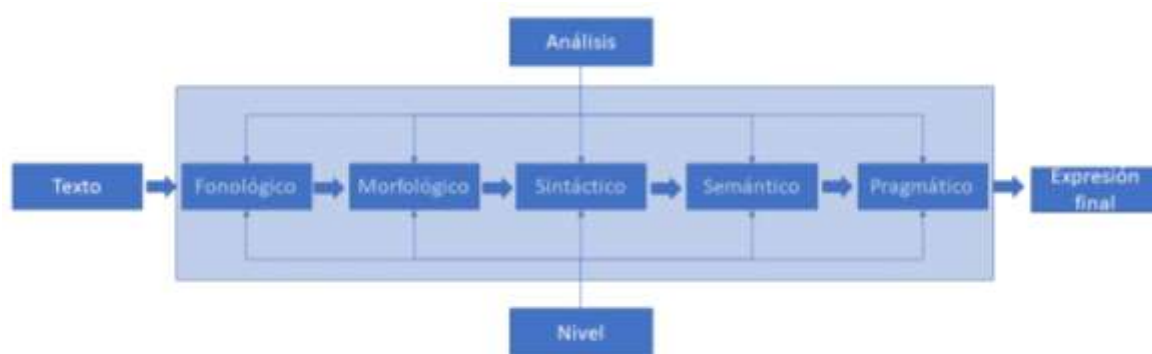 Análisis
Texto
Fonológico
Morfológico
Sintáctico
Semántico
Pragmático
Expresión
final
Nivel